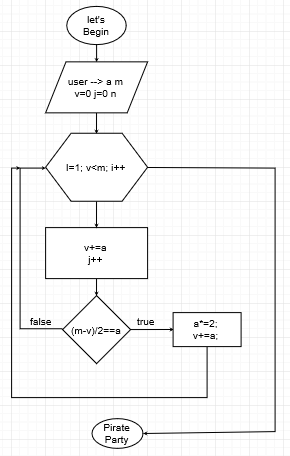 let's
Begin
user --> a m
v=0 j=0 n
I=1; v<m; i++
v+=a
j++
false
(m-v)/2==a
true
a*=2;
v+=a;
Pirate
Party